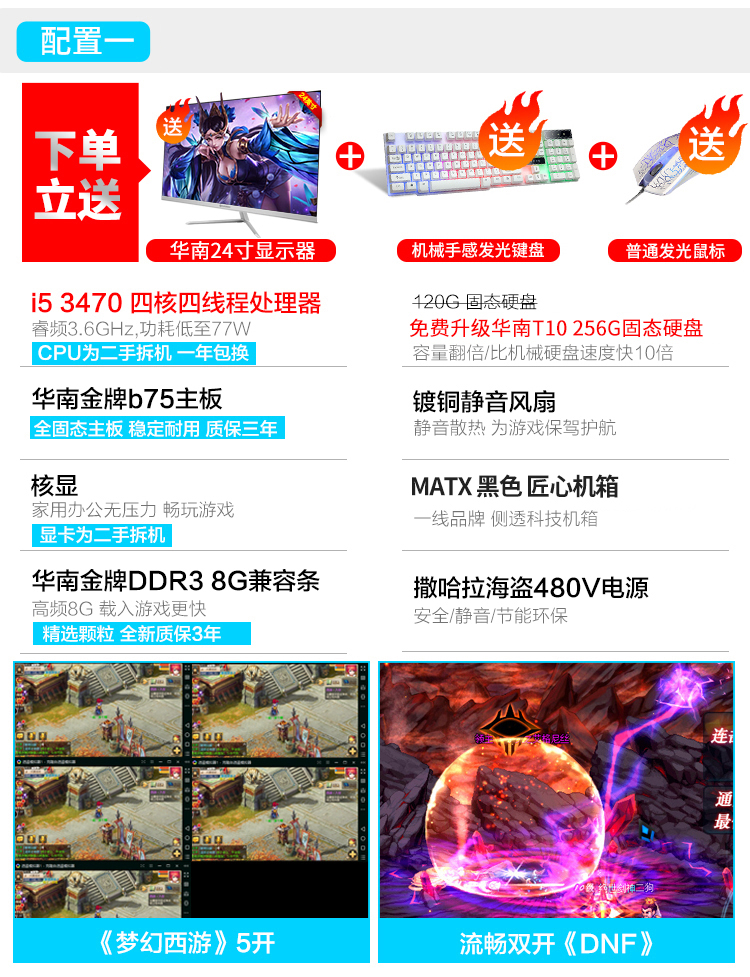 配置一
下单
立送
送
24英寸
送
送
华南24寸显示器
机械手感发光键盘
普通发光鼠标
i5 3470 四核四线程处理器
睿频3.6GHz,功耗低至77W
CPU为二手拆机 一年包换
120G 固态硬盘
免费升级华南T10 256G固态硬盘
容量翻倍/比机械硬盘速度快10倍
华南金牌b75主板
全固态主板 稳定耐用 质保三年
镀铜静音风扇
静音散热 为游戏保驾护航
核显
家用办公无压力 畅玩游戏
显卡为二手拆机
MATX 黑色 匠心机箱
一线品牌 侧透科技机箱
华南金牌DDR3 8G兼容条
高频8G 载入游戏更快
精选颗粒 全新质保3年
撒哈拉海盗480V电源
安全/静音/节能环保
连
通
最
《梦幻西游》5开
流畅双开《DNF》